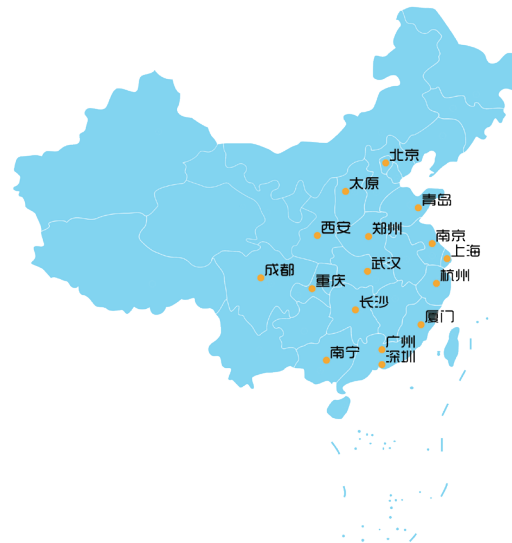 北京
太原
青岛
西安
郑州
南京
上海
成都
武汉
杭州
重庆
长沙
厦门
广州
南宁
深圳